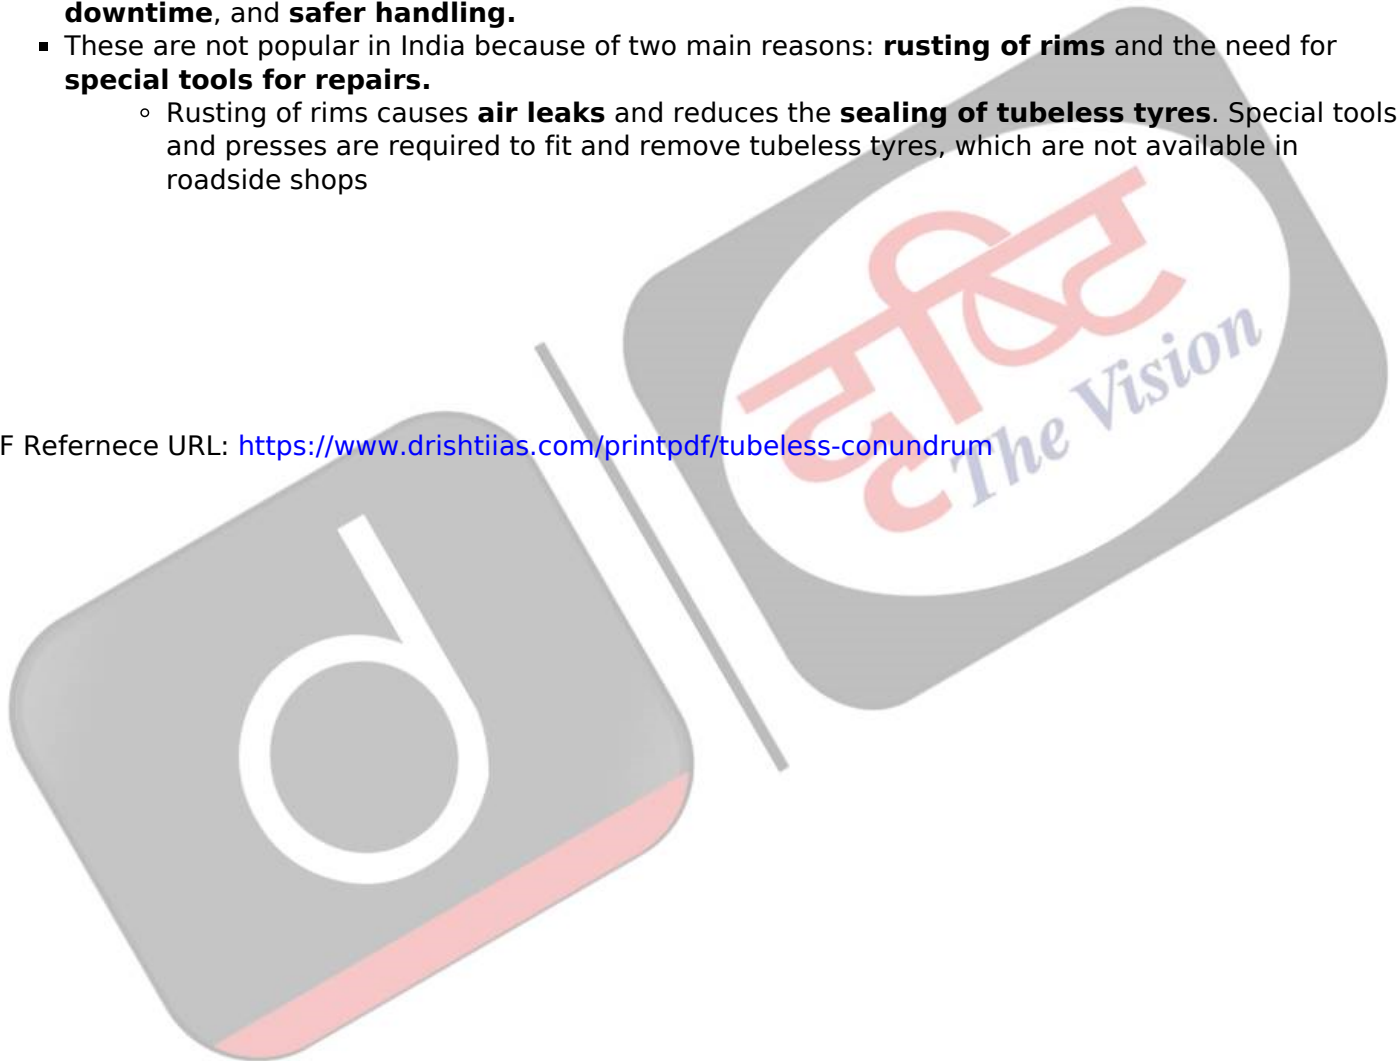 downtime, and safer handling.
▪ These are not popular in India because of two main reasons: rusting of rims and the need for
special tools for repairs.
◦ Rusting of rims causes air leaks and reduces the sealing of tubeless tyres. Special tools
and presses are required to fit and remove tubeless tyres, which are not available in
roadside shops
दृष्टि
The Vision
F Refernece URL: https://www.drishtiias.com/printpdf/tubeless-conundrum
d